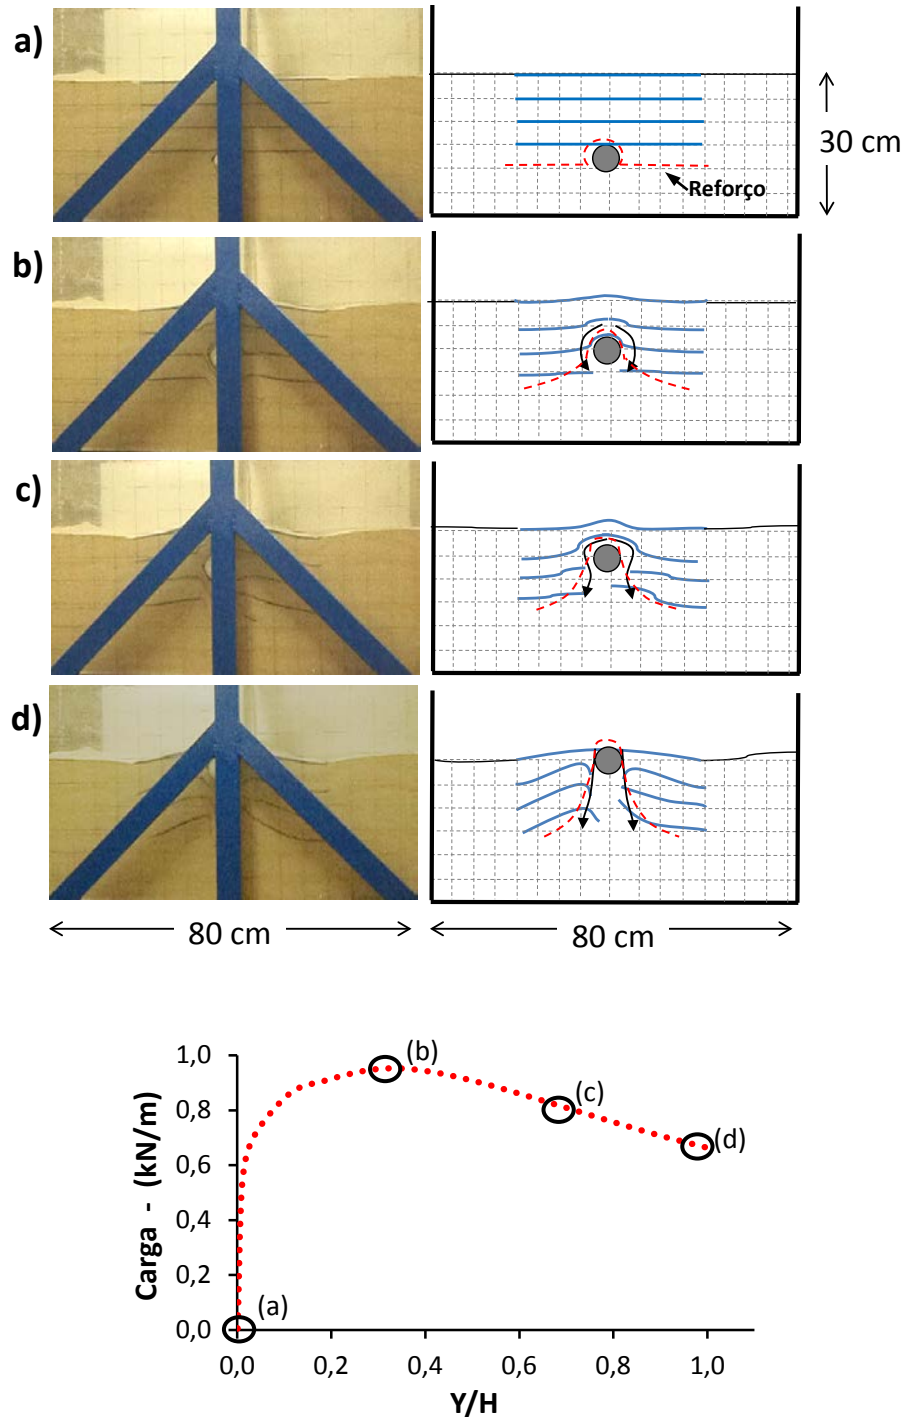 a)
30 cm
Reforço
b)
c)
d)
80 cm
80 cm
Carga - (kN/m)
1,0
0,8
0,6
0,4
0,2
0,0
(a)
(b)
(c)
(d)
0,0 0,2 0,4 0,6 0,8 1,0
Y/H